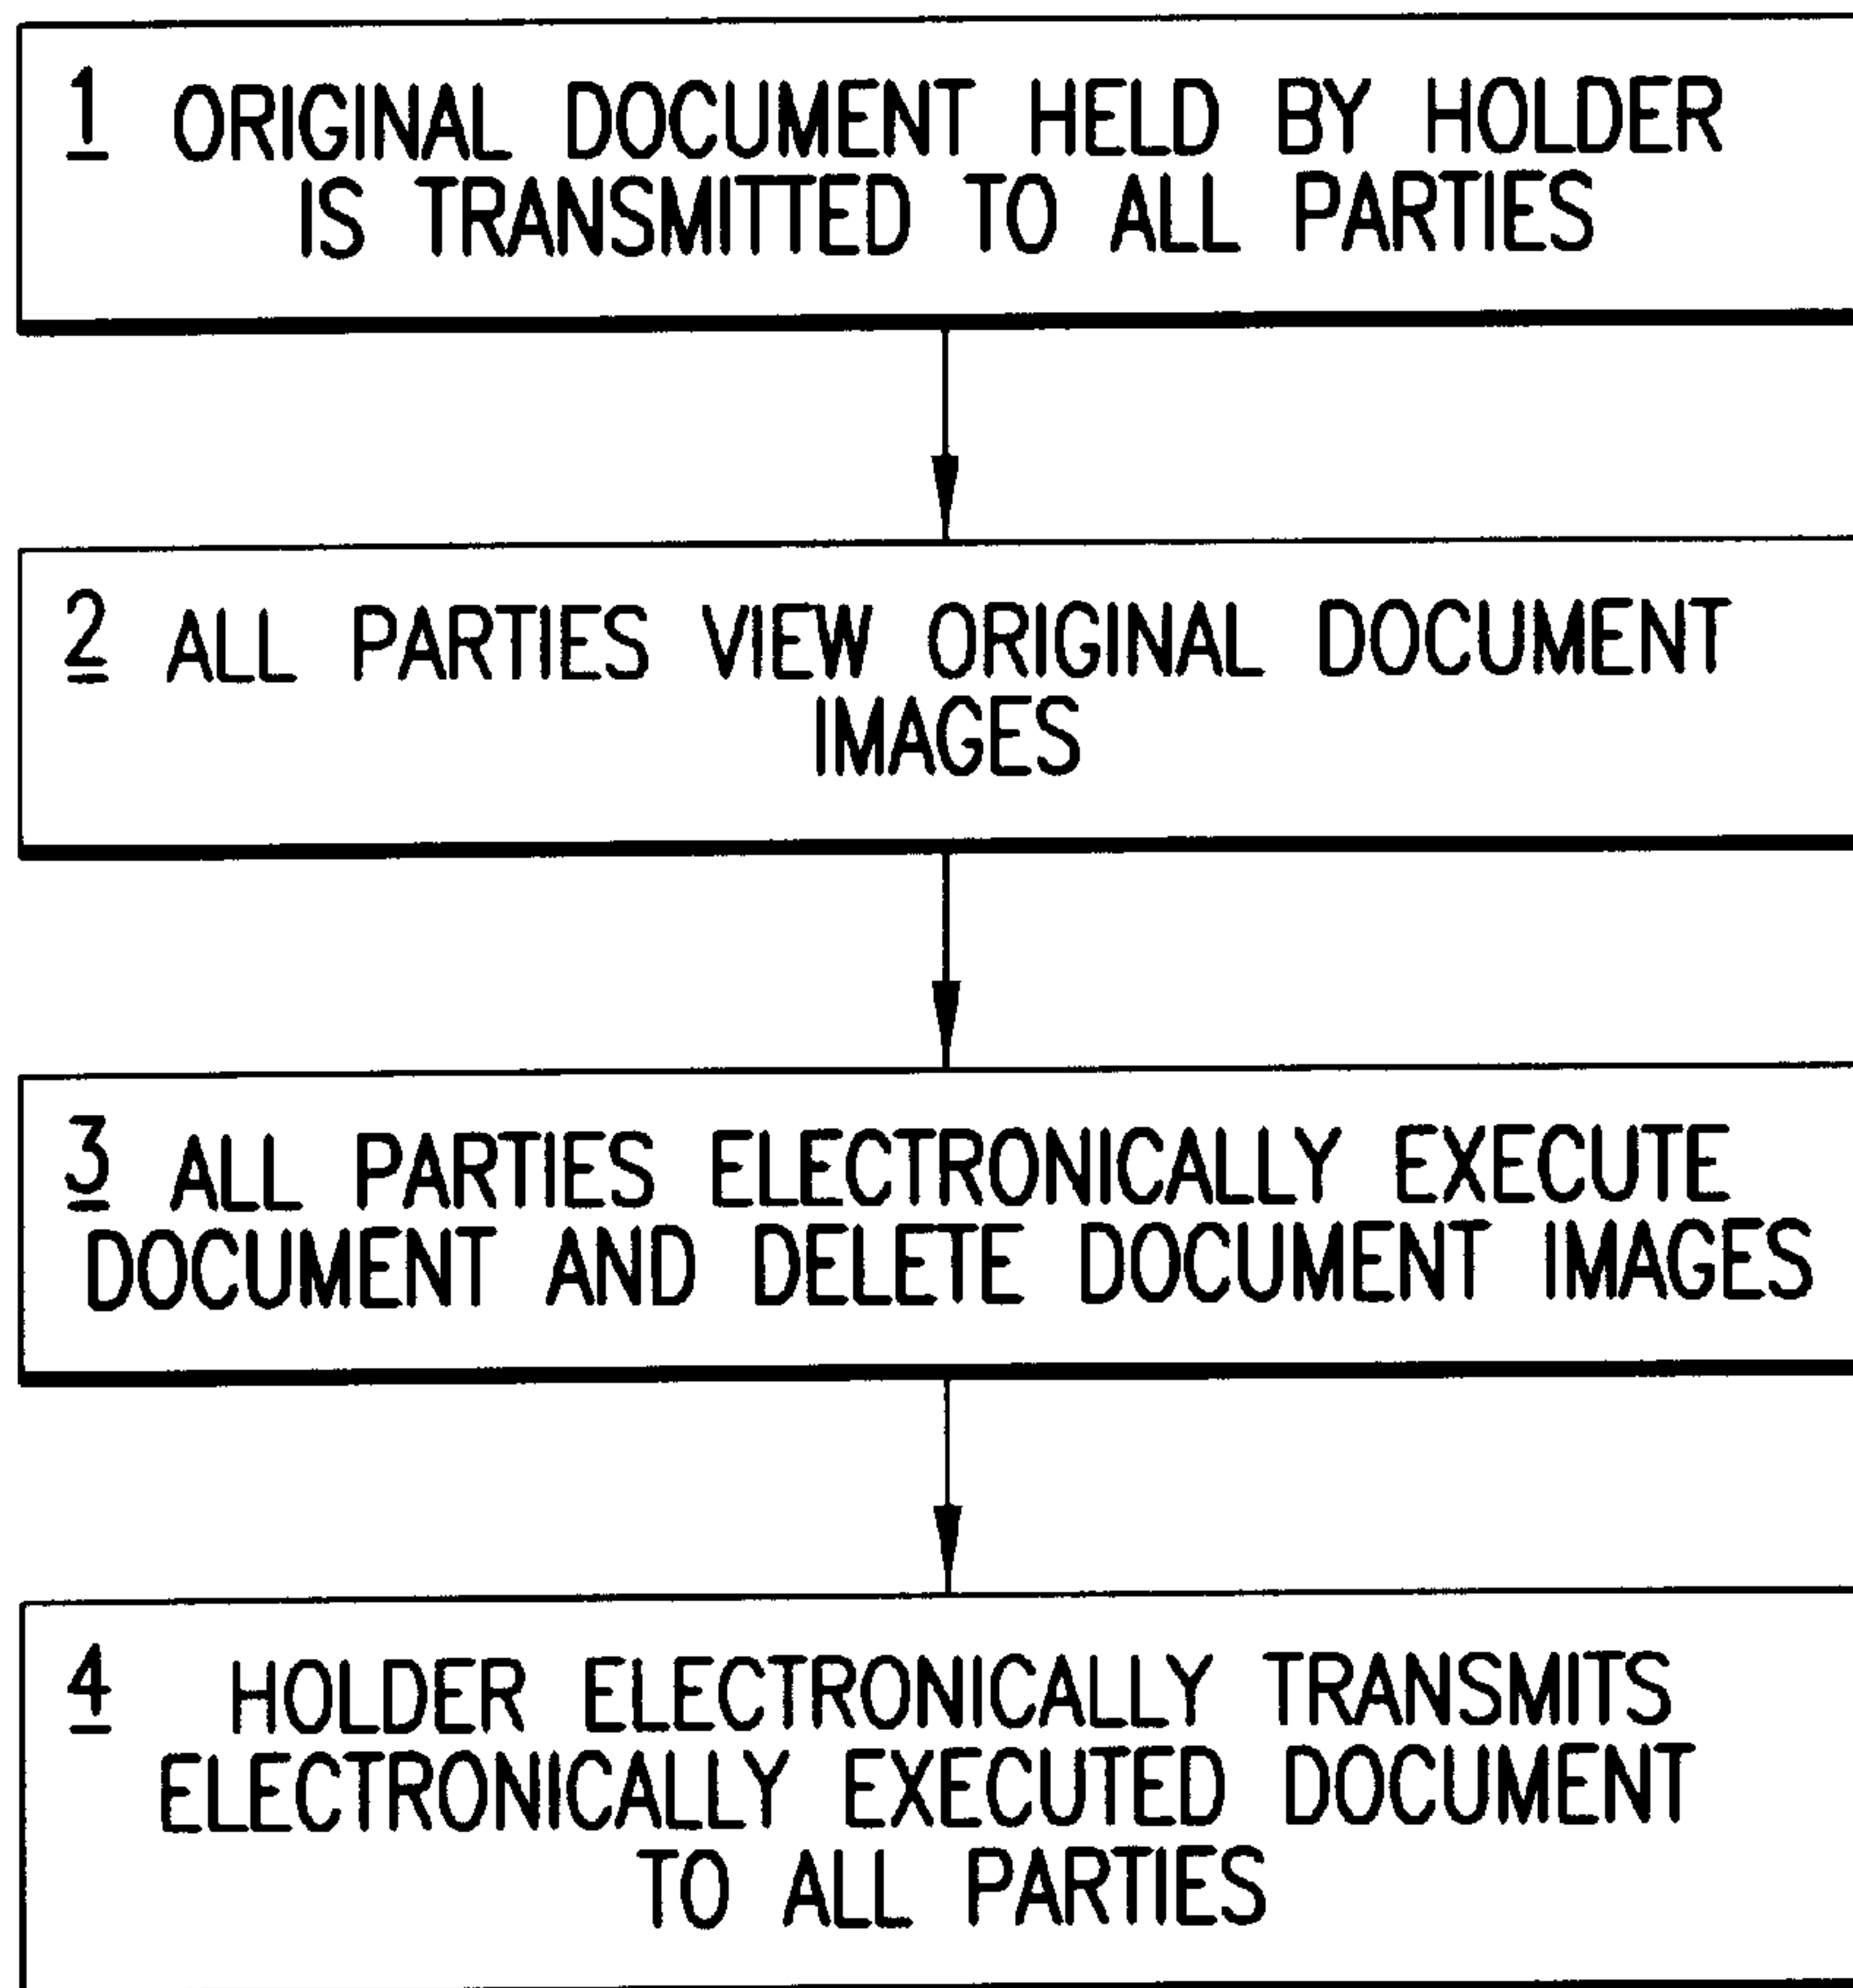 1 ORIGINAL DOCUMENT HELD BY HOLDER
IS TRANSMITTED TO ALL PARTIES
2 ALL PARTIES VIEW ORIGINAL DOCUMENT
IMAGES
3 ALL PARTIES ELECTRONICALLY EXECUTE
DOCUMENT AND DELETE DOCUMENT IMAGES
4 HOLDER ELECTRONICALLY TRANSMITS
ELECTRONICALLY EXECUTED DOCUMENT
TO ALL PARTIES